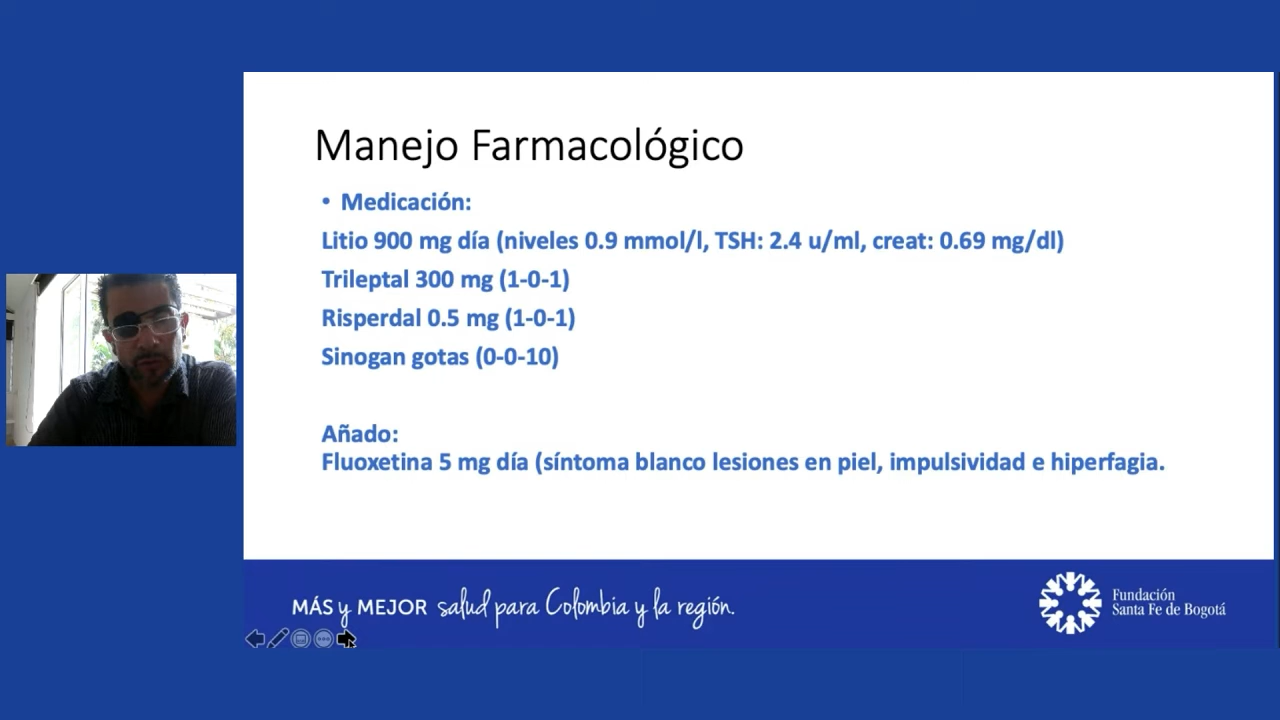 Manejo Farmacológico
• Medicación:
Litio 900 mg día (niveles 0.9 mmol/l, TSH: 2.4 u/ml, creat: 0.69 mg/dl)
Trileptal 300 mg (1-0-1)
Risperdal 0.5 mg (1-0-1)
Sinogan gotas (0-0-10)
Añado:
Fluoxetina 5 mg día (síntoma blanco lesiones en piel, impulsividad e hiperfagia.
MÁS y MEJOR salud para Colombia y la región.
Fundación
Santa Fe de Bogotá